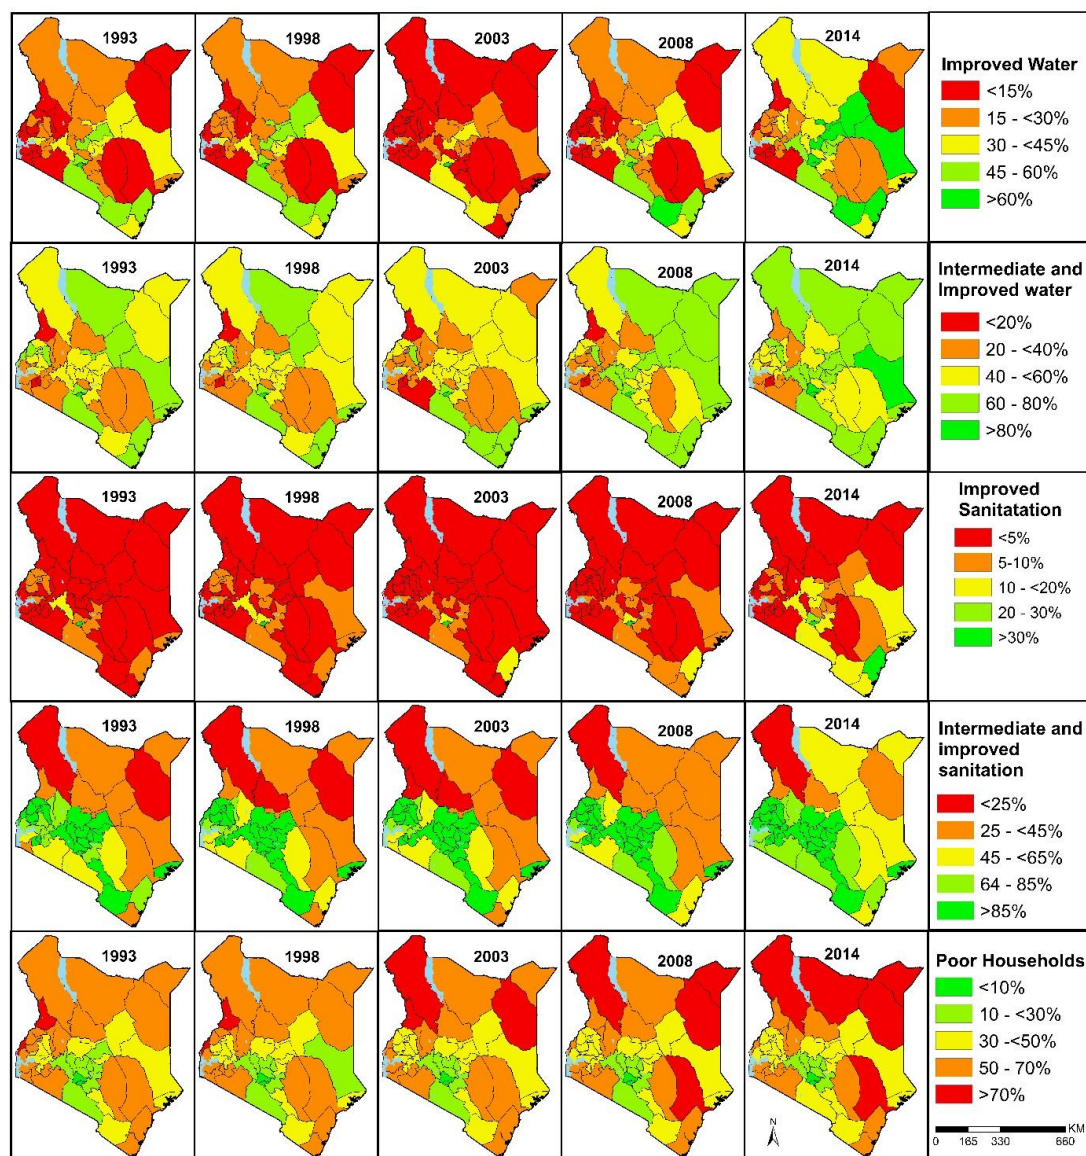 1993
1998
2003
2008
2014
Improved Water
<15%
15 - <30%
30 - <45%
45 - 60%
>60%
1993
1998
2003
2008
2014
Intermediate and
Improved water
<20%
20 - <40%
40 - <60%
60 - 80%
>80%
1993
1998
2003
2008
2014
Improved
Sanitatation
<5%
5-10%
10 - <20%
20 - 30%
>30%
1993
1998
2003
2008
2014
Intermediate and
improved
sanitation
<25%
25 - <45%
45 - <65%
64 - 85%
>85%
1993
1998
2003
2008
2014
Poor Households
<10%
10 - <30%
30 -<50%
50 - 70%
>70%
N
KM
0 165 330 660